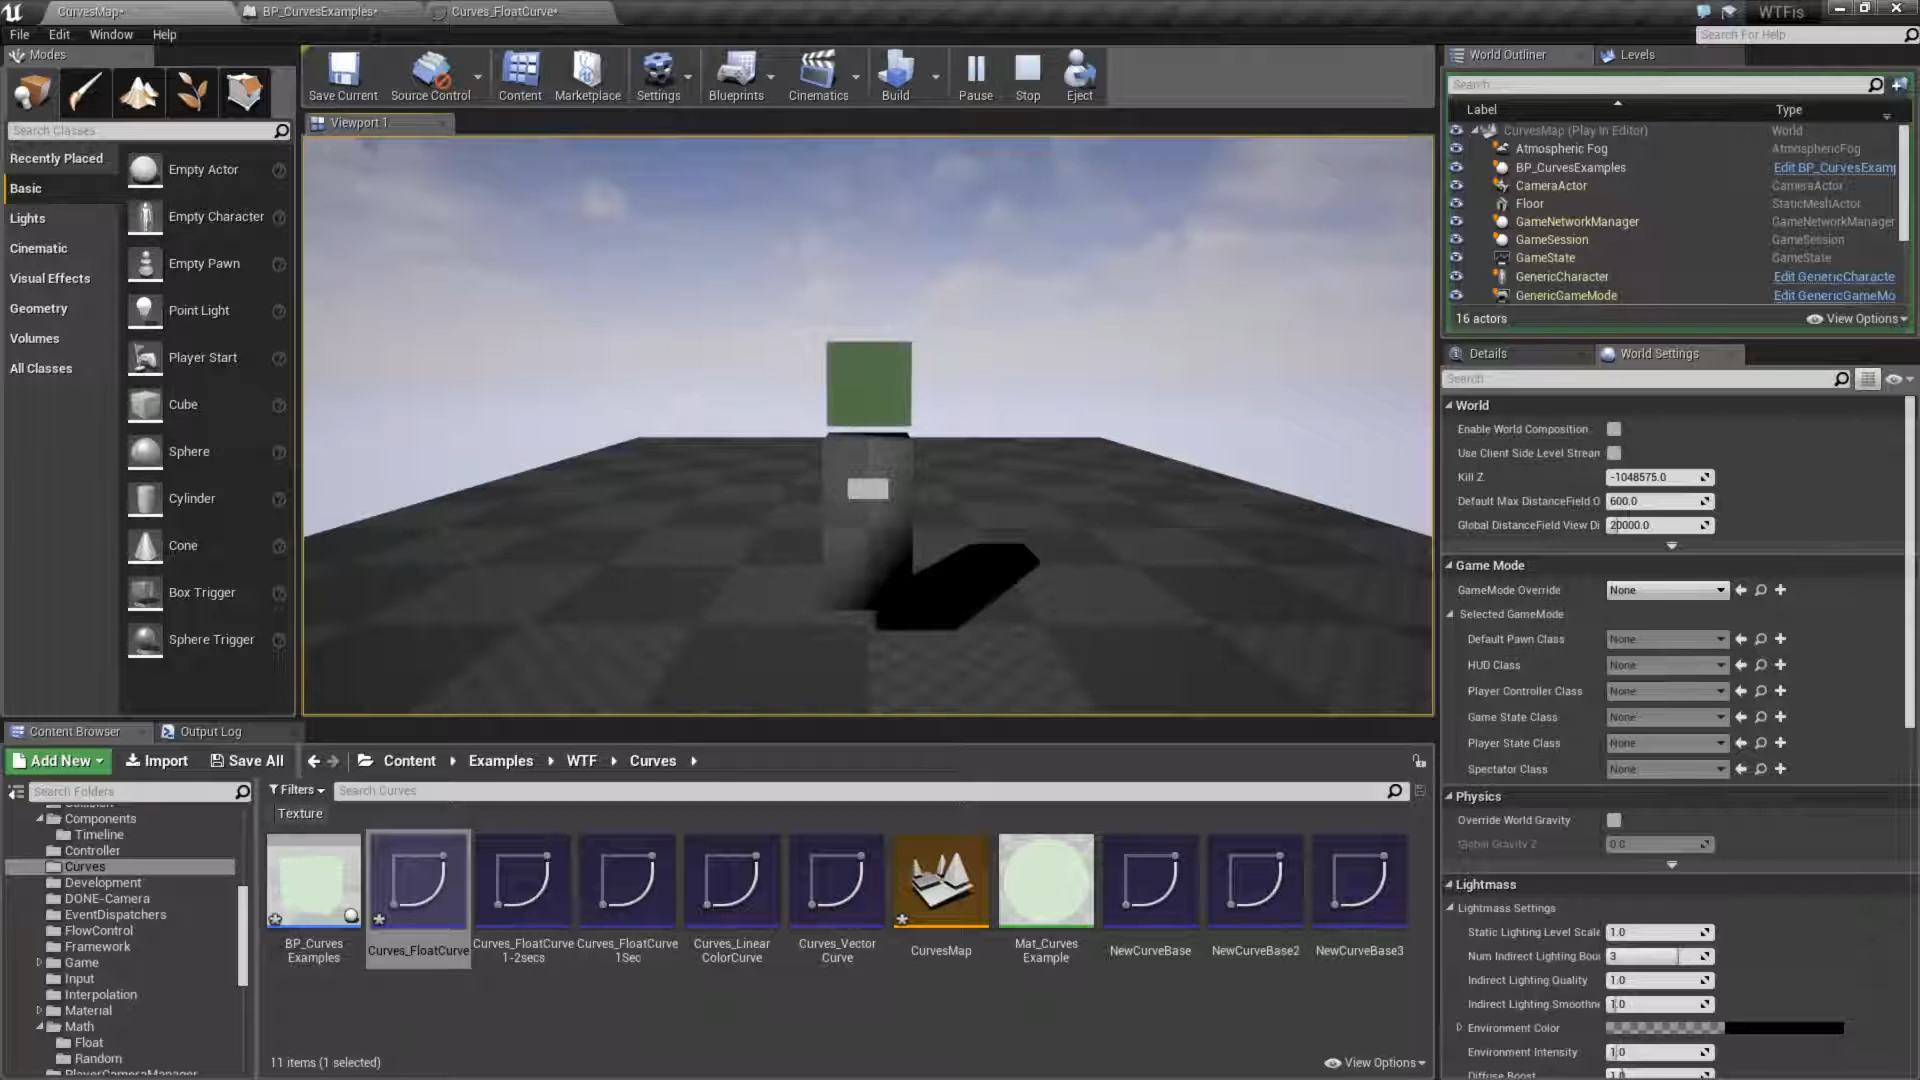 CurvesMap•
BP_CurvesExamples•
Curves_FloatCurve•
WTFis
File Edit Window Help
Search For Help
Modes
Search Classes
Recently Placed
Basic
Lights
Cinematic
Visual Effects
Geometry
Volumes
All Classes
Empty Actor
Empty Character
Empty Pawn
Point Light
Player Start
Cube
Sphere
Cylinder
Cone
Box Trigger
Sphere Trigger
Save Current
Source Control
Content
Marketplace
Settings
Blueprints
Cinematics
Build
Pause
Stop
Eject
Viewport 1
World Outliner
Levels
Search...
Label Type
CurvesMap (Play In Editor) World
Atmospheric Fog AtmosphericFog
BP_CurvesExamples Edit BP_CurvesExamp
CameraActor CameraActor
Floor StaticMeshActor
GameNetworkManager GameNetworkManager
GameSession GameSession
GameState GameState
GenericCharacter Edit GenericCharacte
GenericGameMode Edit GenericGameMo
16 actors
View Options
Details
World Settings
Search
World
Enable World Composition
Use Client Side Level Stream
Kill Z -1048575.0
Default Max DistanceField O 600.0
Global DistanceField View Di 20000.0
Game Mode
GameMode Override None
Selected GameMode
Default Pawn Class None
HUD Class None
Player Controller Class None
Game State Class None
Player State Class None
Spectator Class None
Physics
Override World Gravity
Global Gravity Z 0.0
Lightmass
Lightmass Settings
Static Lighting Level Scale 1.0
Num Indirect Lighting Bou 3
Indirect Lighting Quality 1.0
Indirect Lighting Smoothne 1.0
Environment Color
Environment Intensity 1.0
Diffuse Boost 1.0
Content Browser
Output Log
Add New
Import
Save All
Content
Examples
WTF
Curves
Search Folders
Components
Timeline
Controller
Curves
Development
DONE-Camera
EventDispatchers
FlowControl
Framework
Game
Input
Interpolation
Material
Math
Float
Random
PlayerCameraManager
Filters
Search Curves
Texture
BP_Curves
Examples
Curves_FloatCurve
Curves_FloatCurve
1-2secs
Curves_FloatCurve
1Sec
Curves_Linear
ColorCurve
Curves_Vector
Curve
CurvesMap
Mat_Curves
Example
NewCurveBase
NewCurveBase2
NewCurveBase3
11 items (1 selected)
View Options